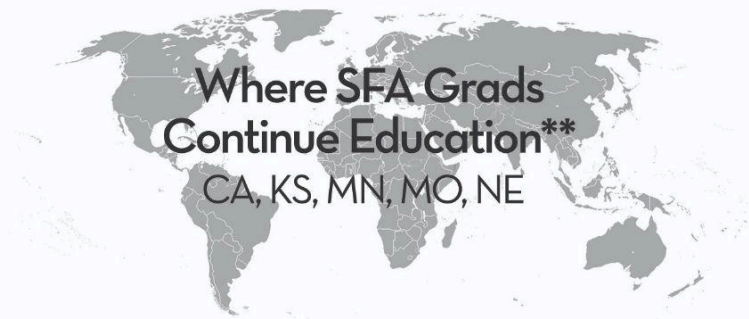 Where SFA Grads
Continue Education**
CA, KS, MN, MO, NE